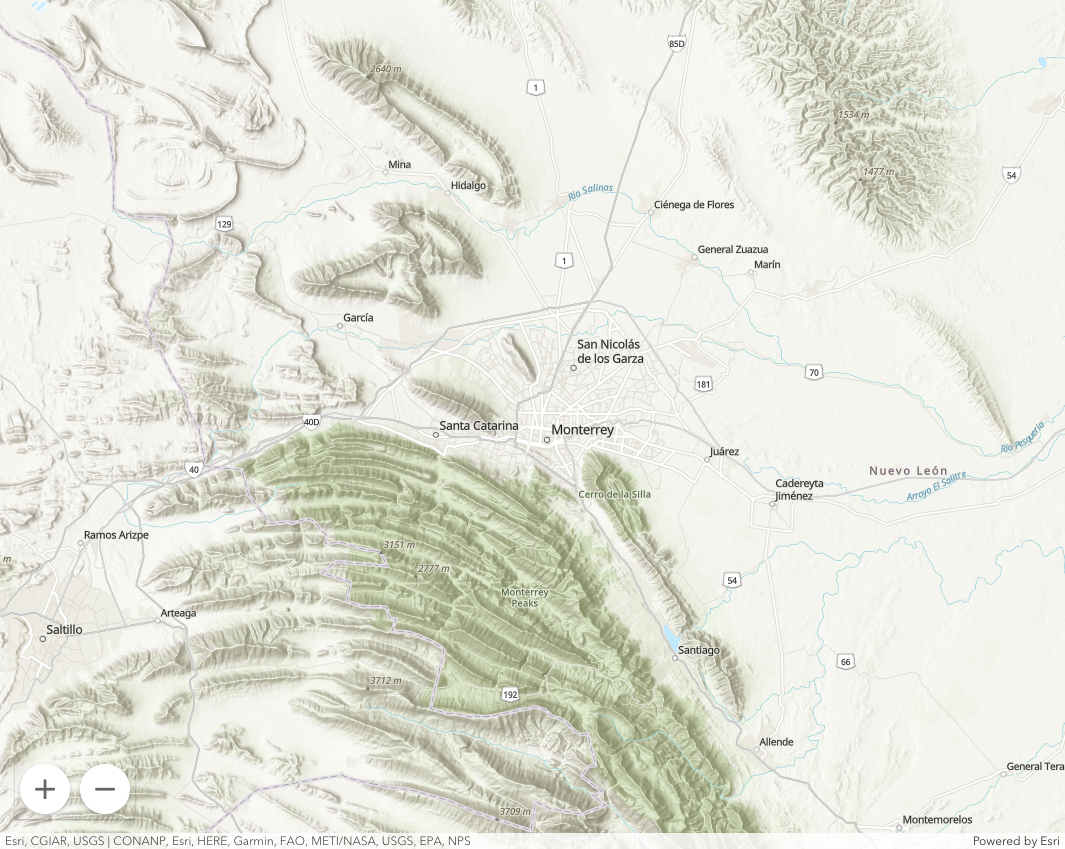 85D
2640 m
1
1534 m
Mina
Hidalgo
1477 m
54
Río Salinas
Ciénega de Flores
129
General Zuazua
1
Marín
García
San Nicolás
de los Garza
70
181
40D
Santa Catarina
Monterrey
Río Pesquería
Juárez
40
Nuevo León
Cadereyta
Jiménez
Arroyo El Salitre
Cerro de la Silla
Ramos Arizpe
3151 m
m
2777 m
54
Monterrey
Peaks
Arteaga
Saltillo
Santiago
66
3712 m
192
Allende
General Tera
3709 m
Montemorelos
+
−
Esri, CGIAR, USGS | CONANP, Esri, HERE, Garmin, FAO, METI/NASA, USGS, EPA, NPS
Powered by Esri